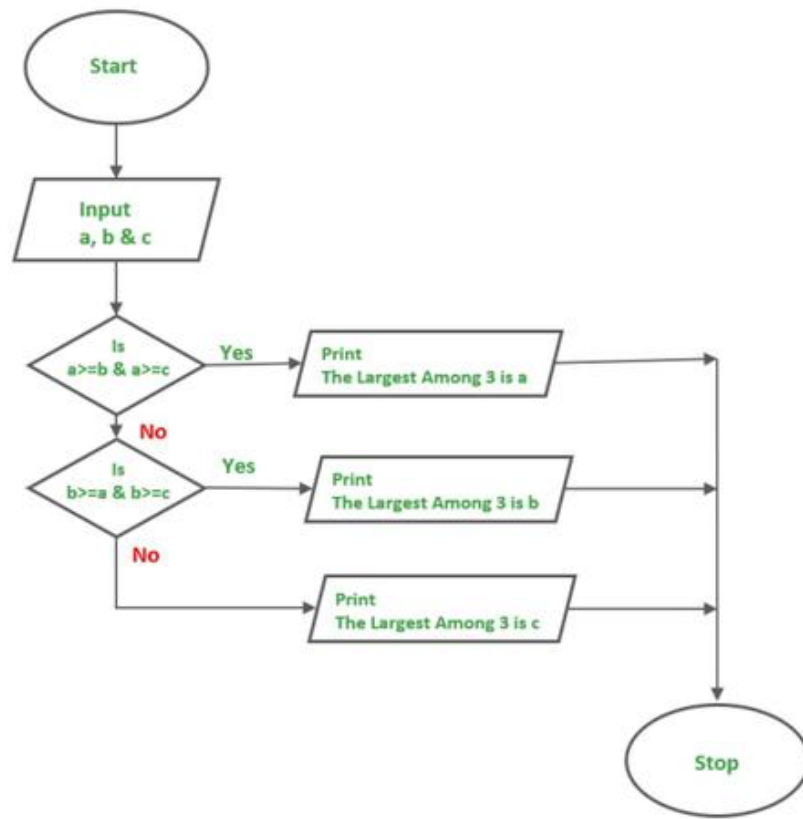 Start
Input
a, b & c
Is
a>=b & a>=c
Yes
Print
The Largest Among 3 is a
No
Is
b>=a & b>=c
Yes
Print
The Largest Among 3 is b
No
Print
The Largest Among 3 is c
Stop